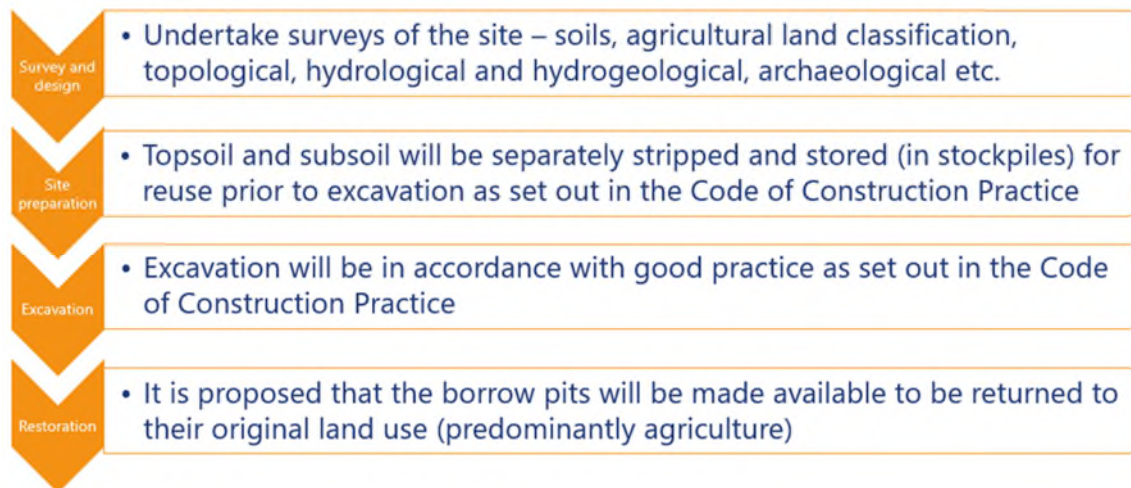 Survey and
design
• Undertake surveys of the site – soils, agricultural land classification,
topological, hydrological and hydrogeological, archaeological etc.
Site
preparation
• Topsoil and subsoil will be separately stripped and stored (in stockpiles) for
reuse prior to excavation as set out in the Code of Construction Practice
Excavation
• Excavation will be in accordance with good practice as set out in the Code
of Construction Practice
Restoration
• It is proposed that the borrow pits will be made available to be returned to
their original land use (predominantly agriculture)